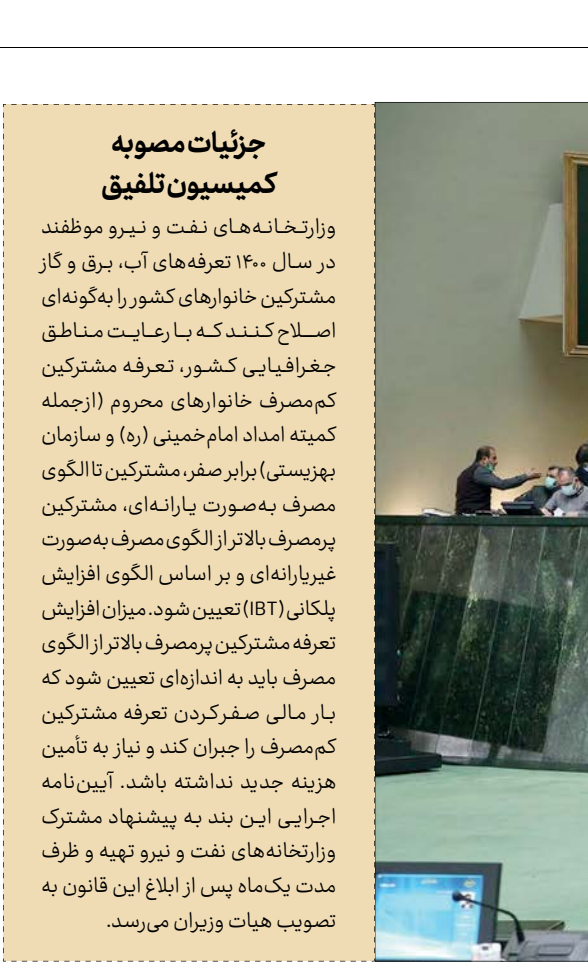 جزئیات مصوبه
کمیسیون تلفیق
وزارتخانه‌های نفت و نیرو موظفند
در سال ۱۴۰۰ تعرفه‌های آب، برق و گاز
مشترکین خانوارهای کشور را به‌گونه‌ای
اصلاح کنند که با رعایت مناطق
جغرافیایی کشور، تعرفه مشترکین
کم‌مصرف خانوارهای محروم (ازجمله
کمیته امداد امام‌خمینی (ره) و سازمان
بهزیستی) برابر صفر، مشترکین تا الگوی
مصرف به‌صورت یارانه‌ای، مشترکین
پرمصرف بالاتر از الگوی مصرف به‌صورت
غیریارانه‌ای و بر اساس الگوی افزایش
پلکانی (IBT) تعیین شود. میزان افزایش
تعرفه مشترکین پرمصرف بالاتر از الگوی
مصرف باید به اندازه‌ای تعیین شود که
بار مالی صفرکردن تعرفه مشترکین
کم‌مصرف را جبران کند و نیاز به تأمین
هزینه جدید نداشته باشد. آیین‌نامه
اجرایی این بند به پیشنهاد مشترک
وزارتخانه‌های نفت و نیرو تهیه و ظرف
مدت یک‌ماه پس از ابلاغ این قانون به
تصویب هیات وزیران می‌رسد.